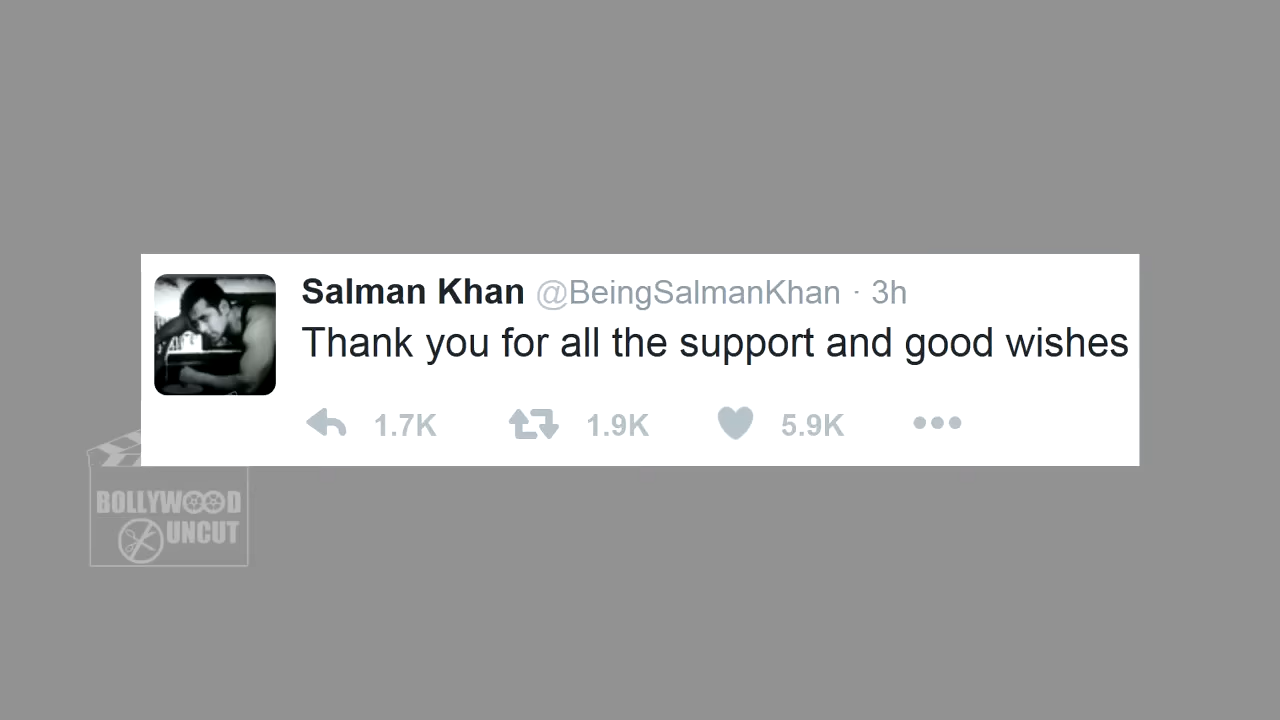 Salman Khan @BeingSalmanKhan · 3h
Thank you for all the support and good wishes
1.7K 1.9K 5.9K
BOLLYWOOD
UNCUT